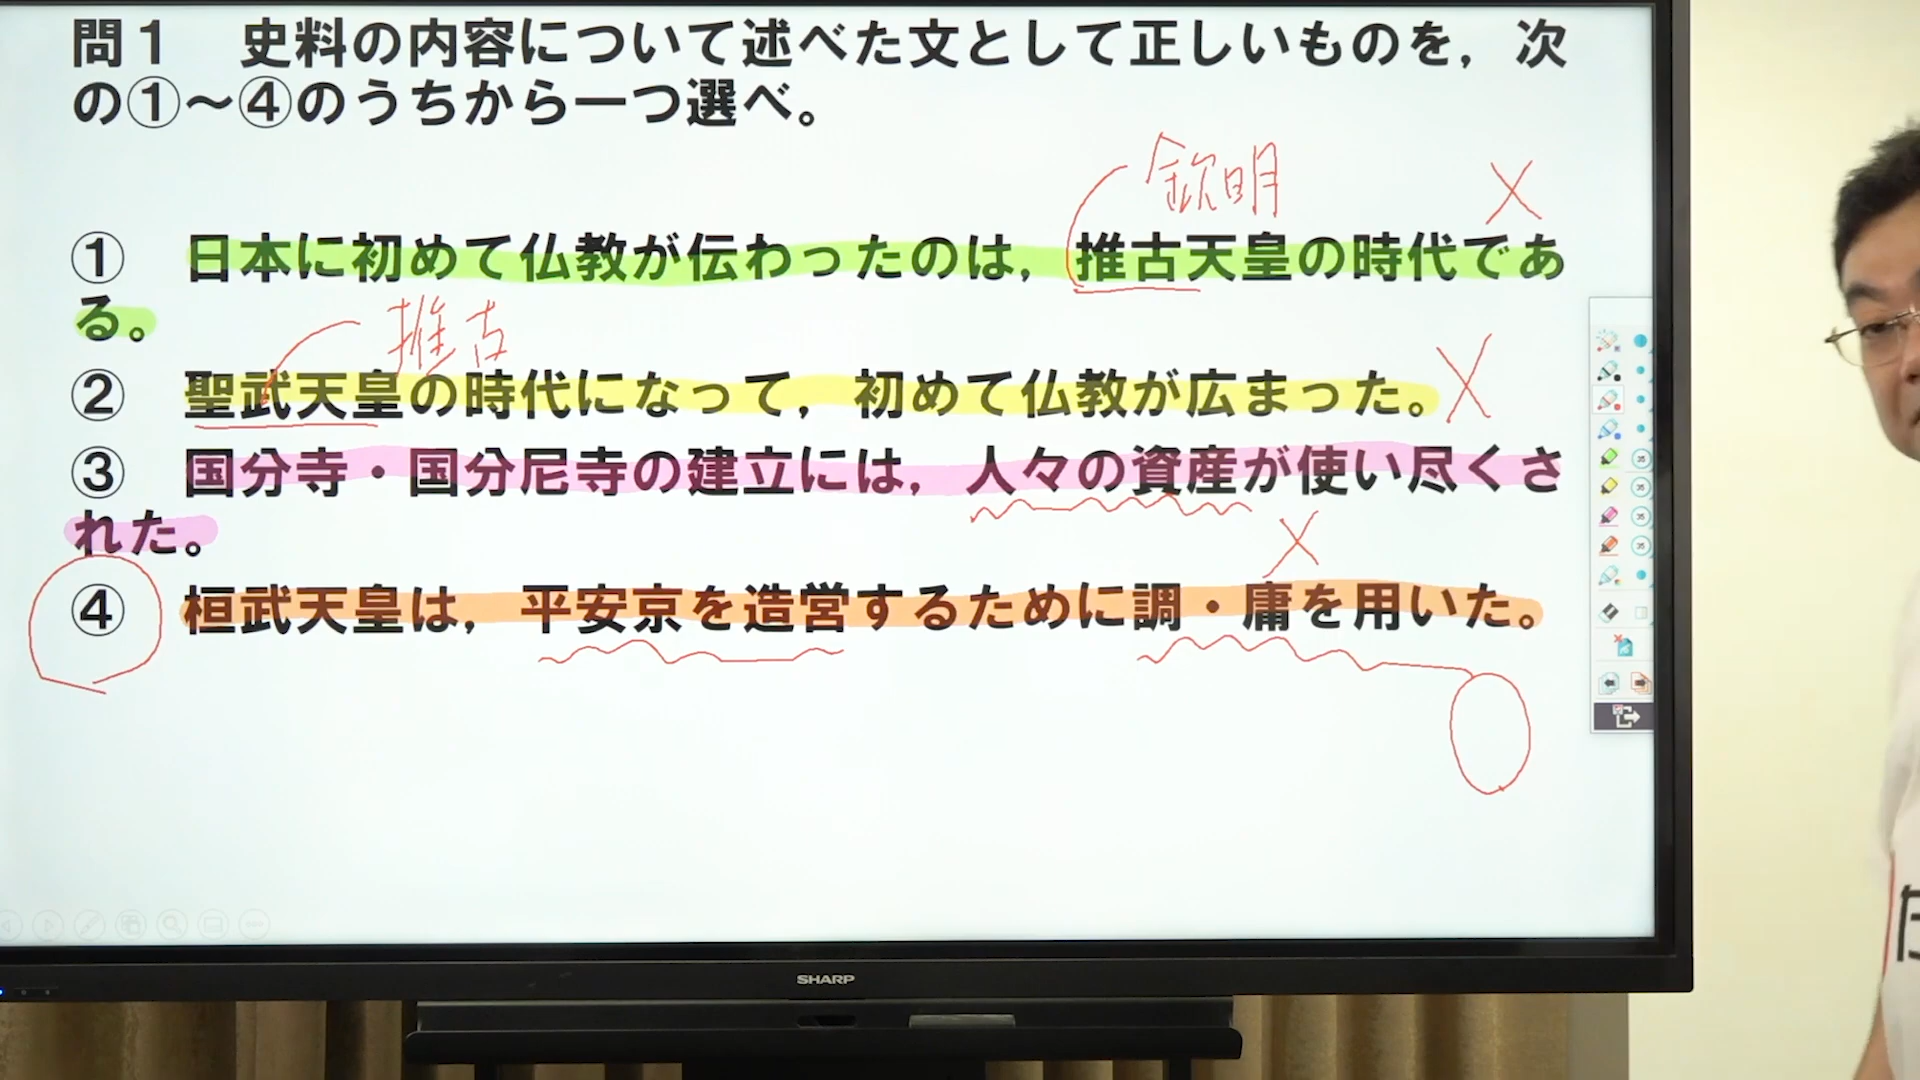 問1 史料の内容について述べた文として正しいものを，次
の①～④のうちから一つ選べ。
欽明
×
① 日本に初めて仏教が伝わったのは，推古天皇の時代であ
る。
推古
② 聖武天皇の時代になって，初めて仏教が広まった。
×
③ 国分寺・国分尼寺の建立には，人々の資産が使い尽くさ
れた。
×
④ 桓武天皇は，平安京を造営するために調・庸を用いた。
SHARP